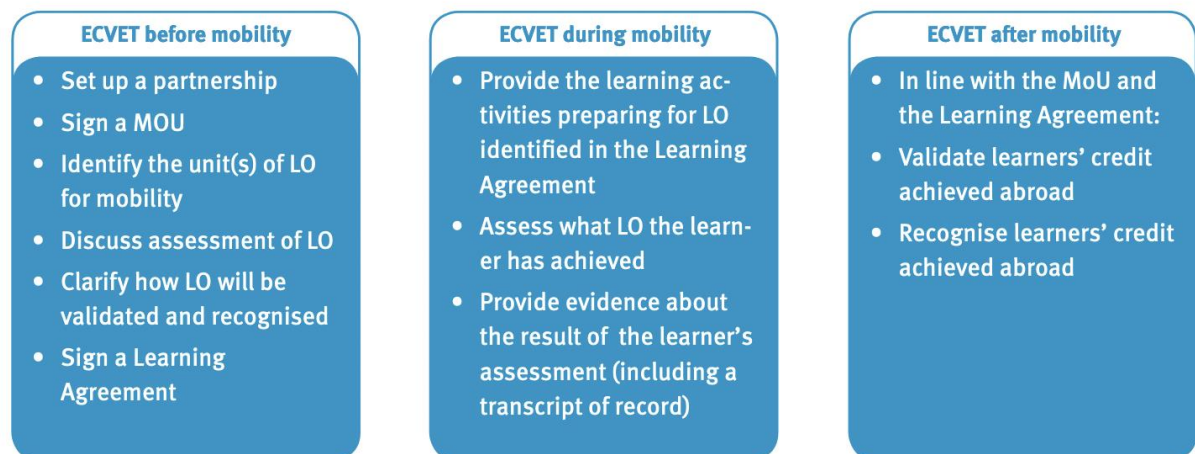 ECVET before mobility
• Set up a partnership
• Sign a MOU
• Identify the unit(s) of LO
for mobility
• Discuss assessment of LO
• Clarify how LO will be
validated and recognised
• Sign a Learning
Agreement
ECVET during mobility
• Provide the learning ac-
tivities preparing for LO
identified in the Learning
Agreement
• Assess what LO the learn-
er has achieved
• Provide evidence about
the result of the learner’s
assessment (including a
transcript of record)
ECVET after mobility
• In line with the MoU and
the Learning Agreement:
• Validate learners’ credit
achieved abroad
• Recognise learners’ credit
achieved abroad